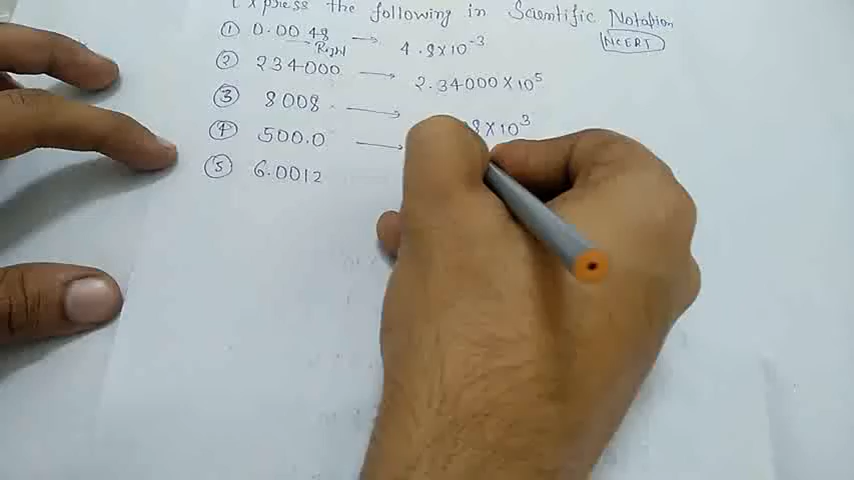 Express the following in Scientific Notation
① 0.0048 → 4.8×10⁻³
Right
NCERT
② 234000 → 2.34000×10⁵
③ 8008 → 8×10³
④ 500.0 →
⑤ 6.0012